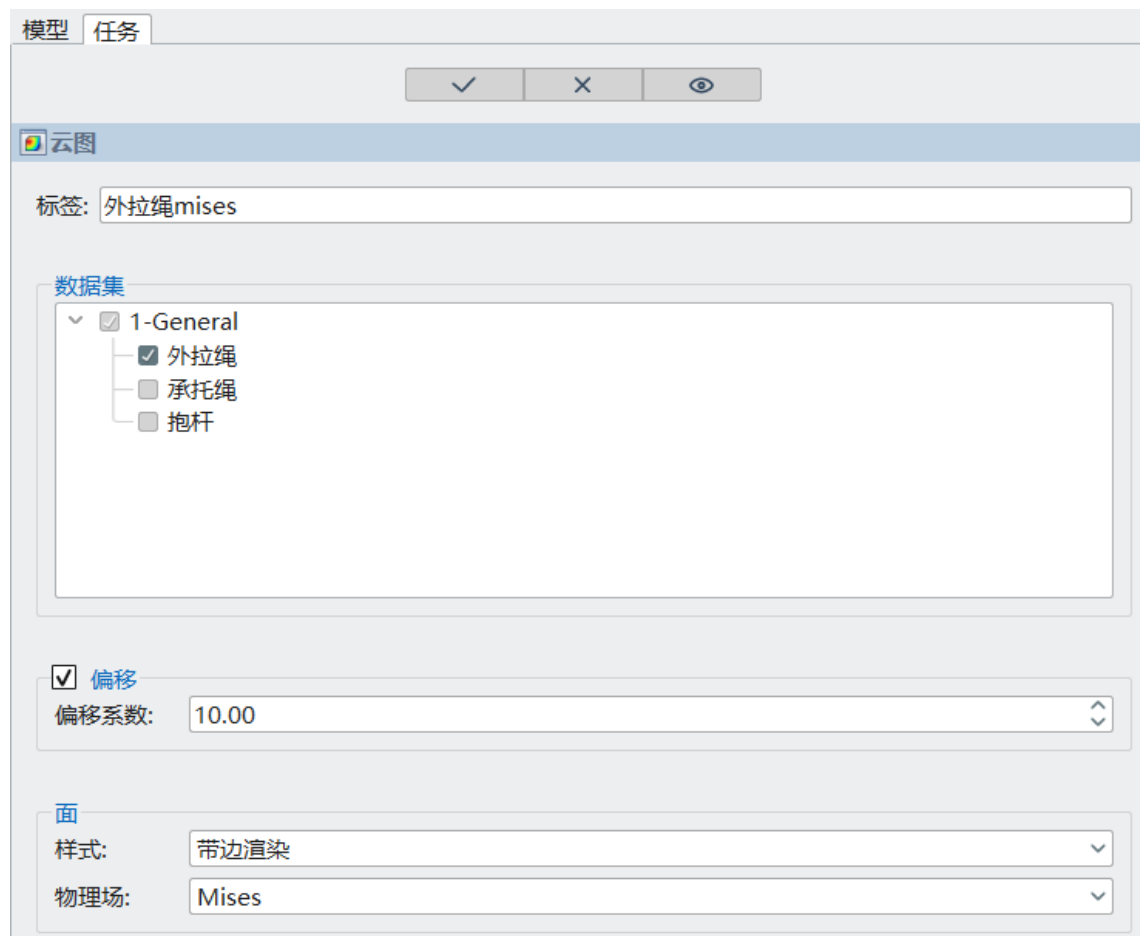 模型 任务
云图
标签: 外拉绳mises
数据集
1-General
外拉绳
承托绳
抱杆
偏移
偏移系数: 10.00
面
样式: 带边渲染
物理场: Mises